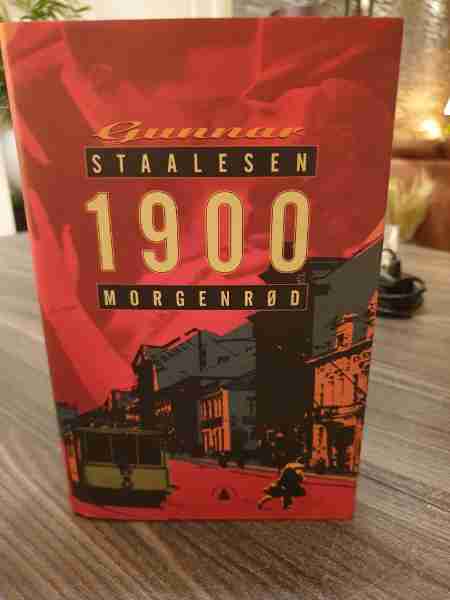 Gunnar
STAALESEN
1900
MORGENRØD